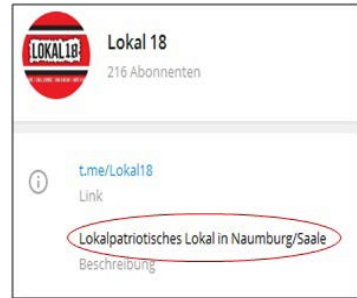 LOKAL18
Lokal 18
216 Abonnenten
t.me/Lokal18
Link
Lokalpatriotisches Lokal in Naumburg/Saale
Beschreibung